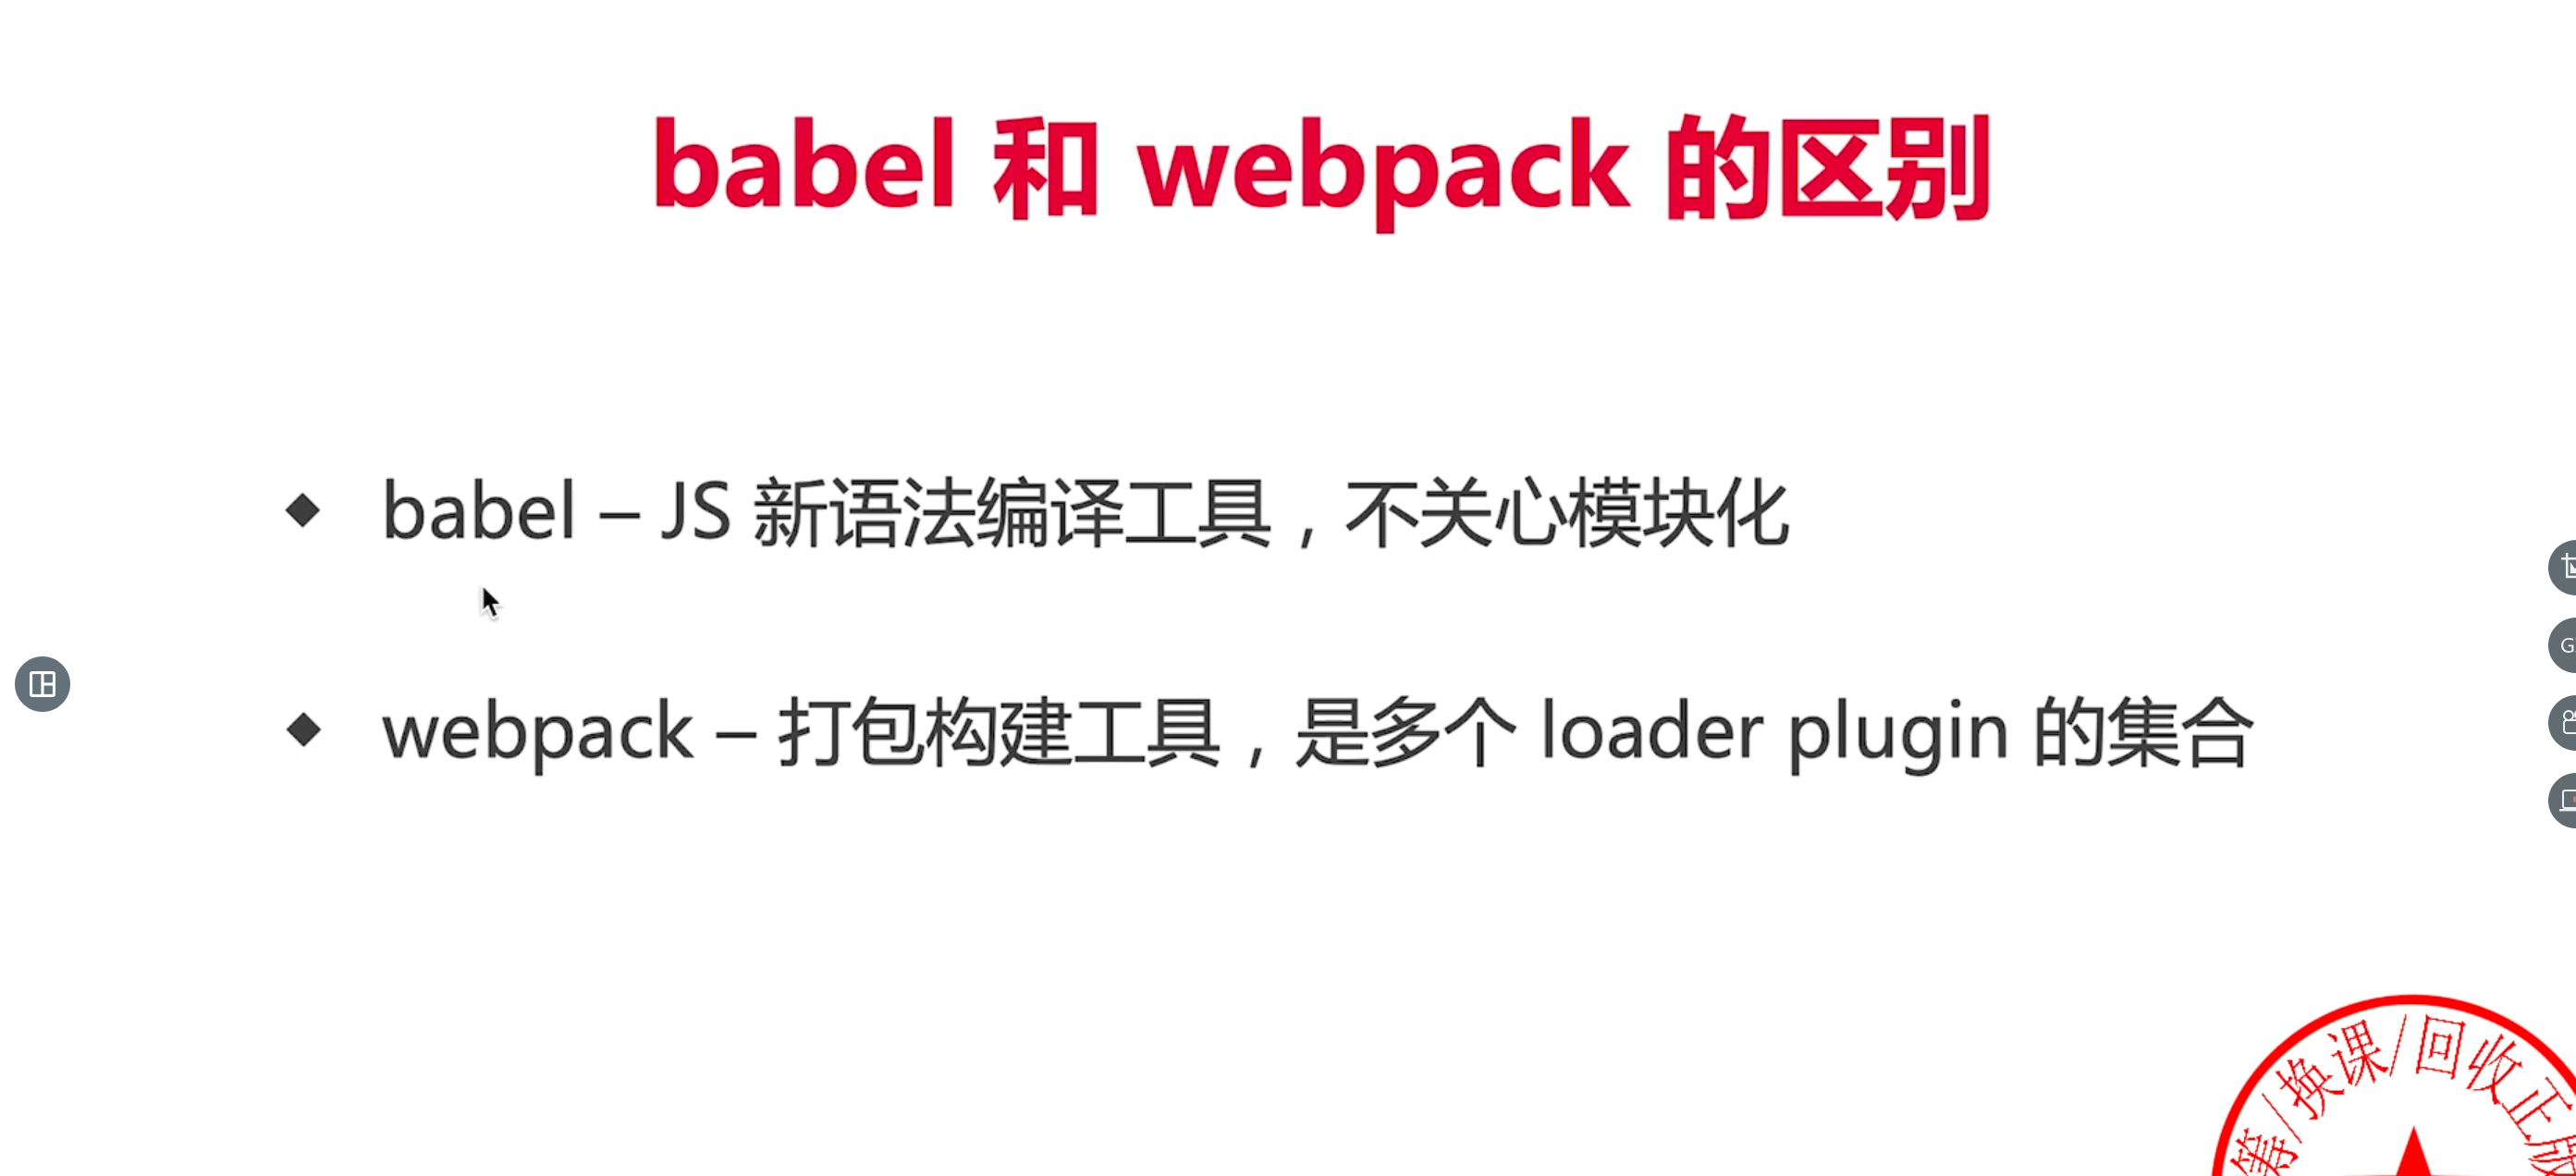 babel 和 webpack 的区别
babel – JS 新语法编译工具，不关心模块化
webpack – 打包构建工具，是多个 loader plugin 的集合
G
筹/换课/回收正版